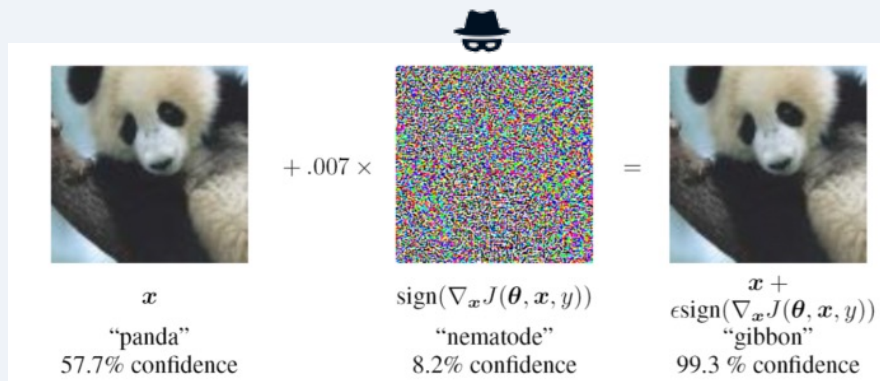 + .007 ×
=
x
sign(∇ₓJ(θ, x, y))
x +
ϵsign(∇ₓJ(θ, x, y))
“panda”
“nematode”
“gibbon”
57.7% confidence
8.2% confidence
99.3 % confidence